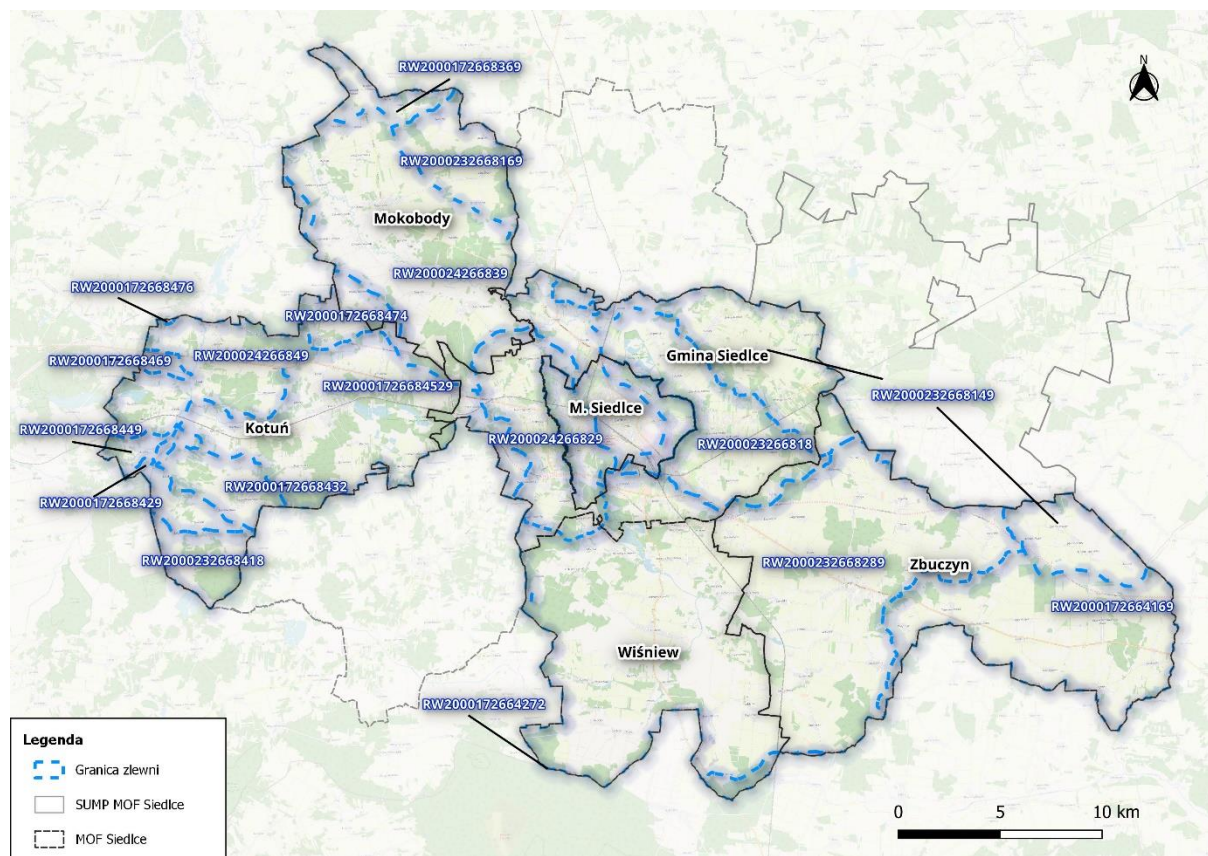 RW2000172668369
N
RW2000232668169
Mokobody
RW200024266839
RW2000172668476
RW2000172668474
RW200024266849
RW2000172668469
Gmina Siedlce
RW20001726684529
RW2000232668149
M. Siedlce
RW2000172668449
Kotuń
RW200024266829
RW2000232266818
RW2000172668432
RW2000172668429
RW2000232668418
RW2000232668289
Zbuczyn
RW2000172664169
Wiśniew
RW2000172664272
Legenda
Granica zlewni
SUMP MOF Siedlce
MOF Siedlce
0 5 10 km